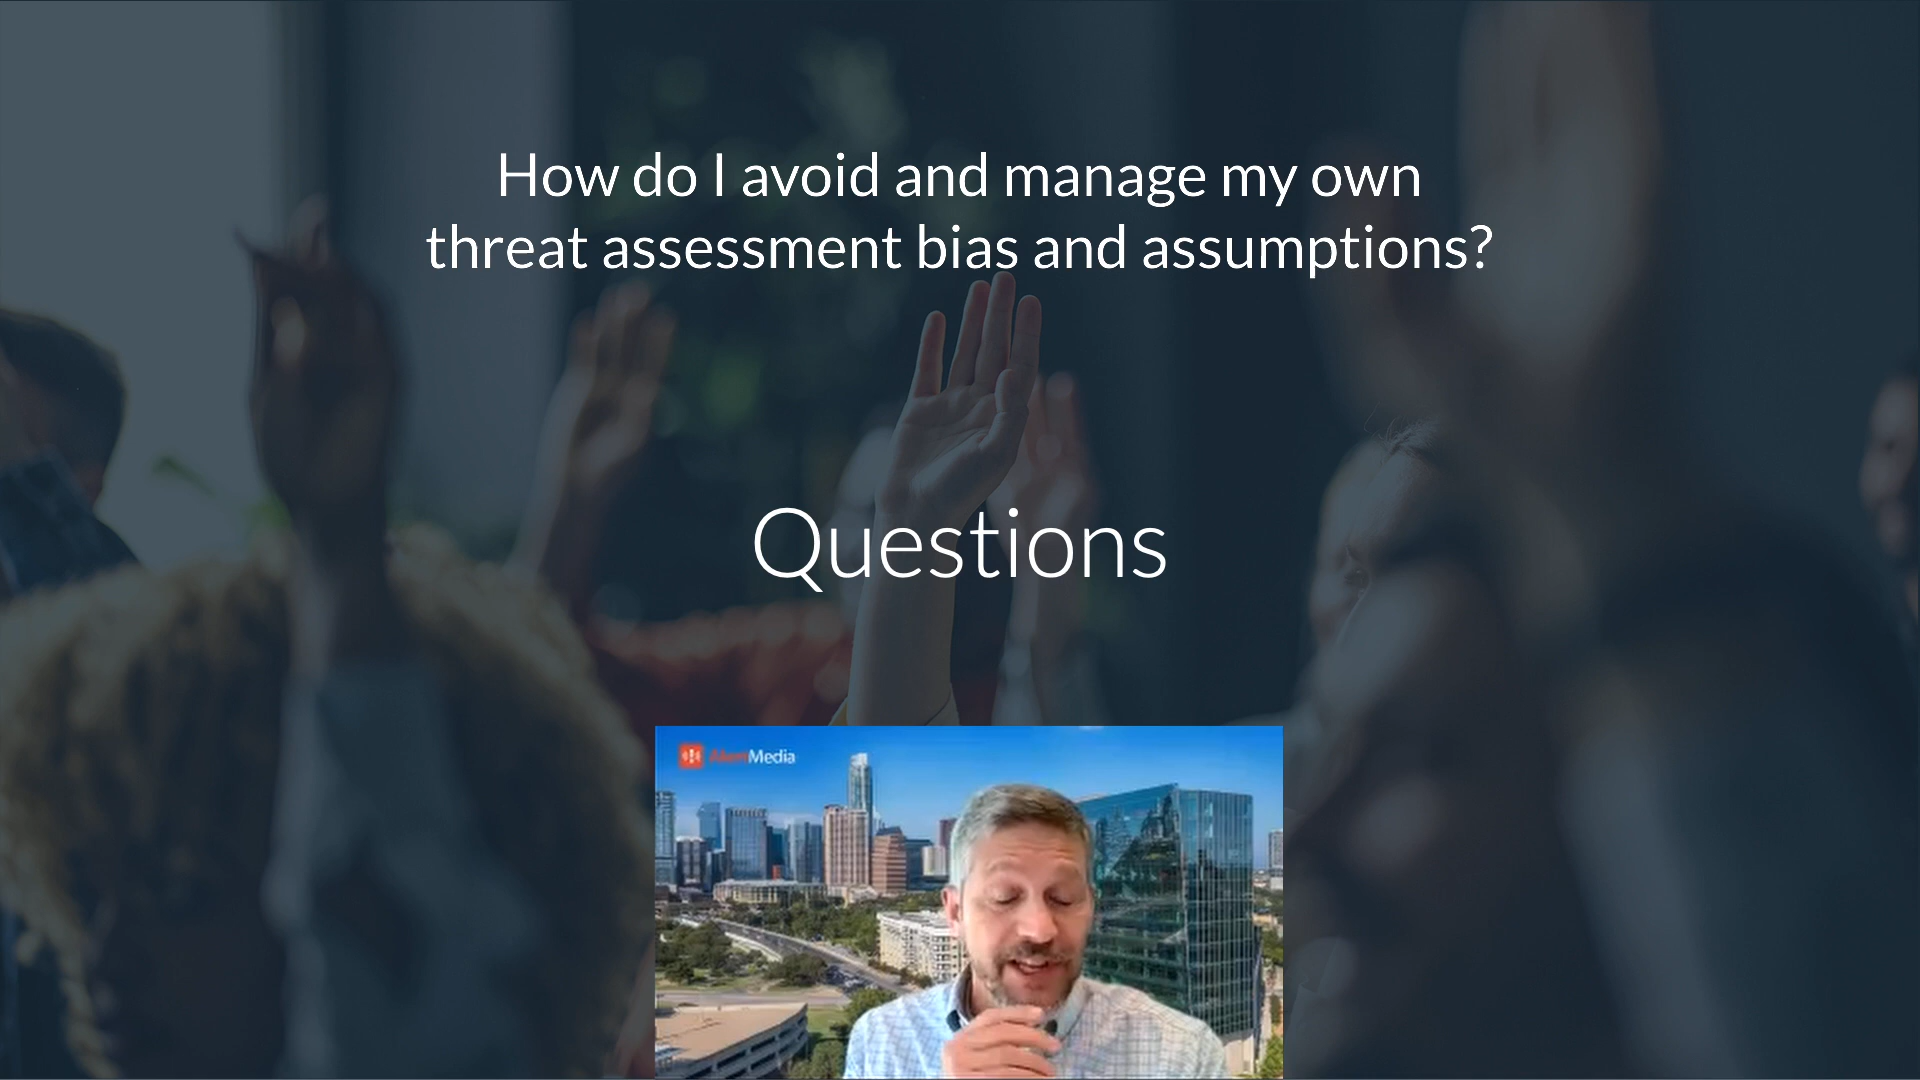 How do I avoid and manage my own
threat assessment bias and assumptions?
Questions
AlertMedia